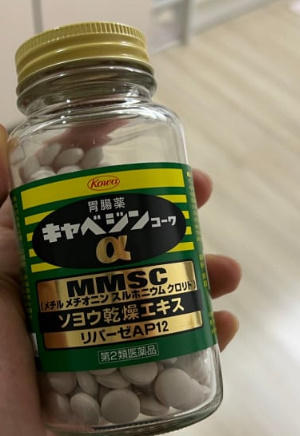 Kowa
胃腸薬
キャベジンコーワ
α
MMSC
(メチルメチオニンスルホニウムクロリド)
ソヨウ乾燥エキス
リパーゼAP12
第2類医薬品